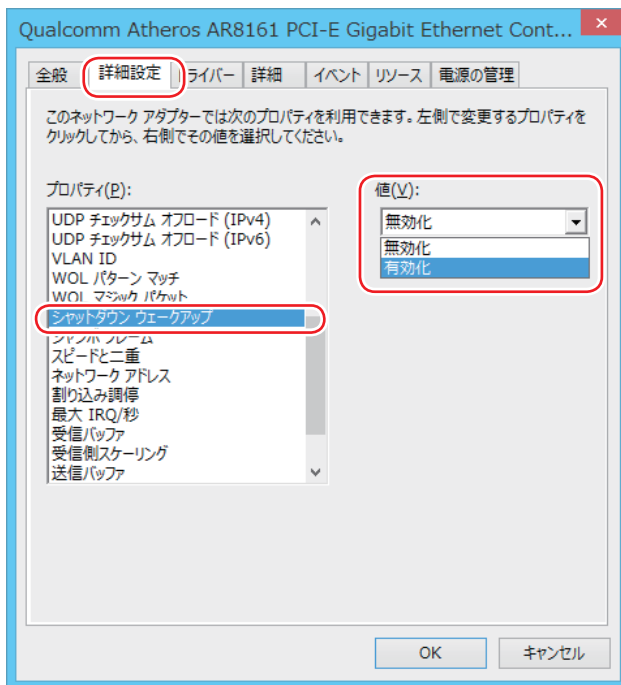 Qualcomm Atheros AR8161 PCI-E Gigabit Ethernet Cont...
全般 詳細設定 ドライバー 詳細 イベント リソース 電源の管理
このネットワーク アダプターでは次のプロパティを利用できます。左側で変更するプロパティを
クリックしてから、右側でその値を選択してください。
プロパティ(P):
値(V):
UDP チェックサム オフロード (IPv4)
UDP チェックサム オフロード (IPv6)
VLAN ID
WOL パターン マッチ
WOL マジック パケット
シャットダウン ウェークアップ
ジャンボ フレーム
スピードと二重
ネットワーク アドレス
割り込み調停
最大 IRQ/秒
受信バッファ
受信側スケーリング
送信バッファ
無効化
無効化
有効化
OK
キャンセル